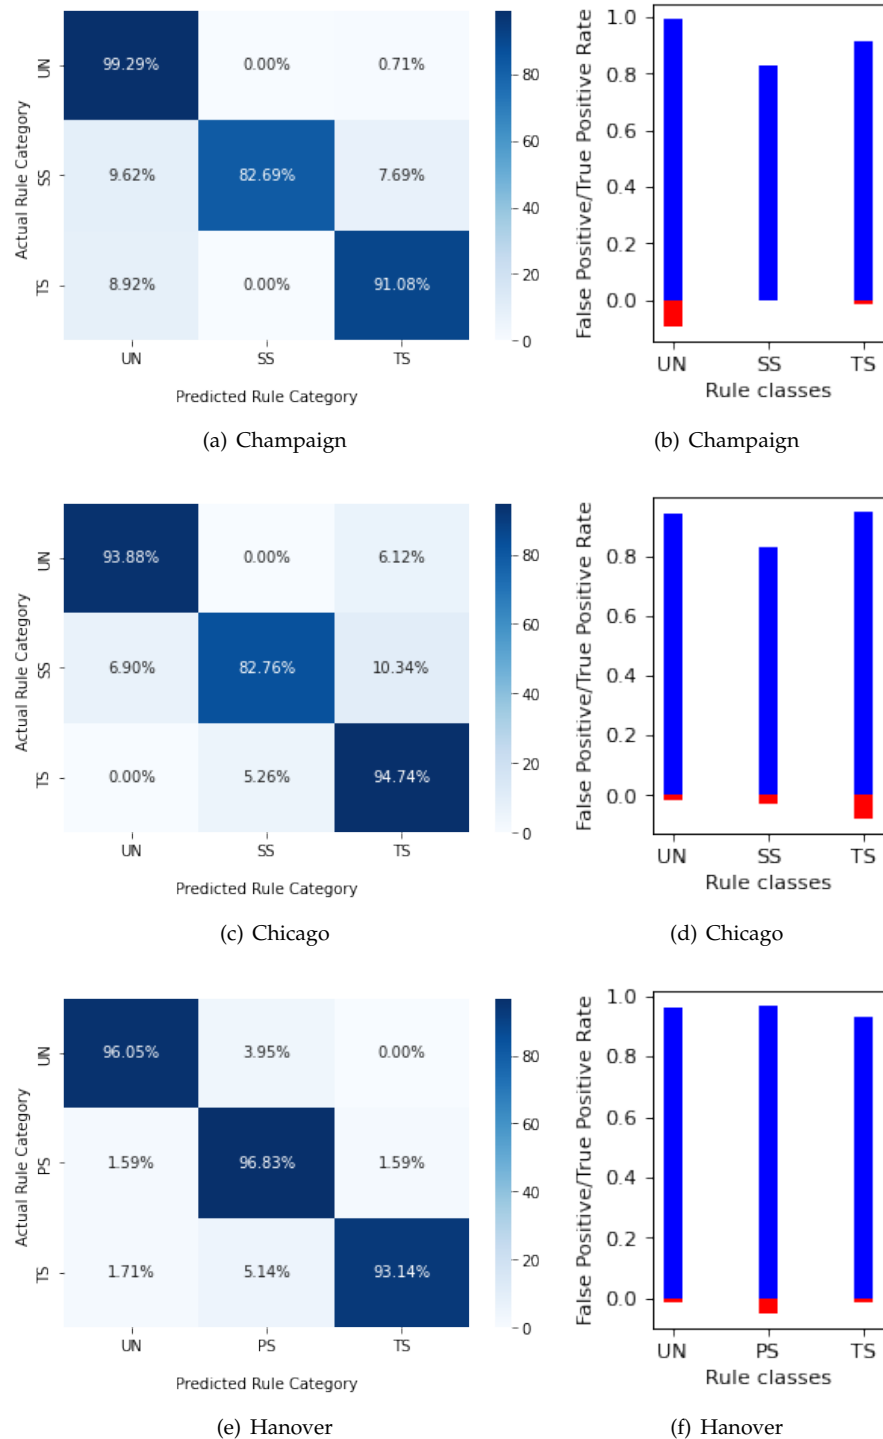 Actual Rule Category
UN
SS
TS
99.29% 0.00% 0.71%
9.62% 82.69% 7.69%
8.92% 0.00% 91.08%
UN SS TS
Predicted Rule Category
80
60
40
20
0
(a) Champaign
False Positive/True Positive Rate
1.0
0.8
0.6
0.4
0.2
0.0
UN SS TS
Rule classes
(b) Champaign
Actual Rule Category
UN
SS
TS
93.88% 0.00% 6.12%
6.90% 82.76% 10.34%
0.00% 5.26% 94.74%
UN SS TS
Predicted Rule Category
80
60
40
20
0
(c) Chicago
False Positive/True Positive Rate
0.8
0.6
0.4
0.2
0.0
UN SS TS
Rule classes
(d) Chicago
Actual Rule Category
UN
PS
TS
96.05% 3.95% 0.00%
1.59% 96.83% 1.59%
1.71% 5.14% 93.14%
UN PS TS
Predicted Rule Category
80
60
40
20
0
(e) Hanover
False Positive/True Positive Rate
1.0
0.8
0.6
0.4
0.2
0.0
UN PS TS
Rule classes
(f) Hanover